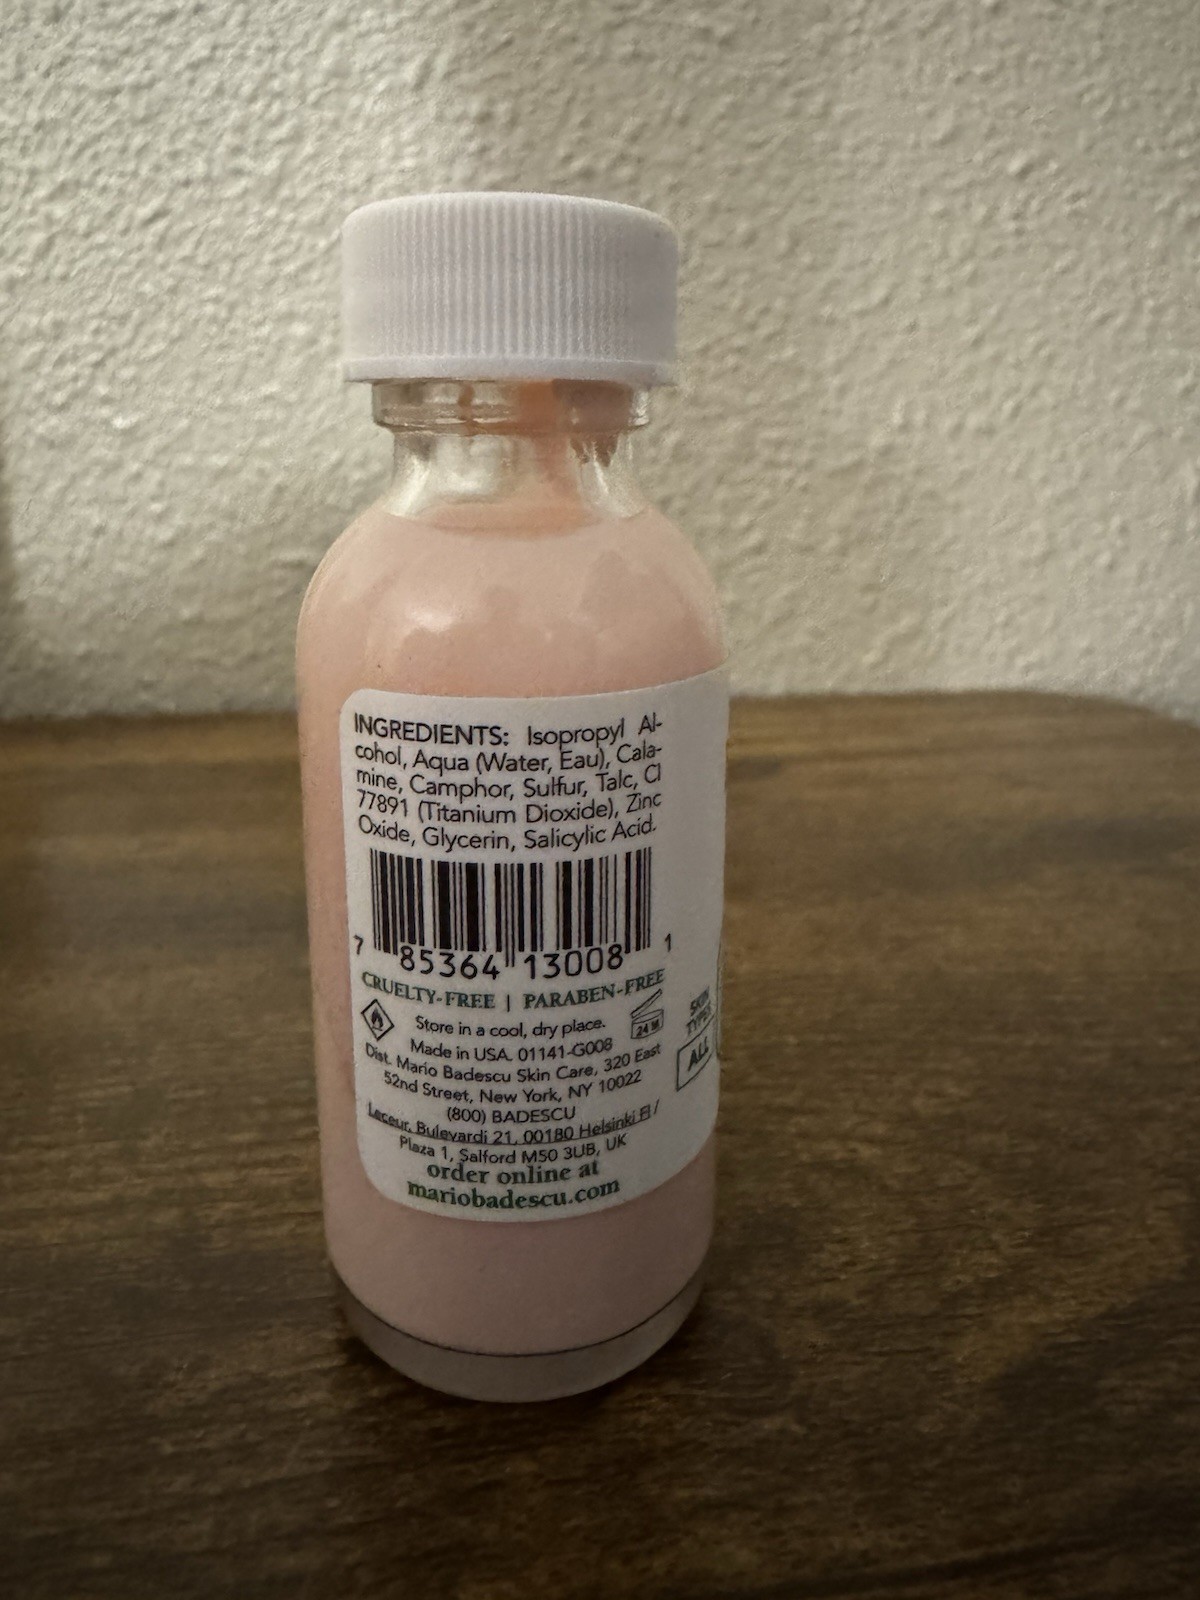 INGREDIENTS: Isopropyl Al-
cohol, Aqua (Water, Eau), Cala-
mine, Camphor, Sulfur, Talc, CI
77891 (Titanium Dioxide), Zinc
Oxide, Glycerin, Salicylic Acid.
7 85364 13008 1
CRUELTY-FREE | PARABEN-FREE
Store in a cool, dry place.
24 M
Made in USA. 01141-G008
Dist. Mario Badescu Skin Care, 320 East
52nd Street, New York, NY 10022
(800) BADESCU
Leceur, Bulevardi 21, 00180 Helsinki FI /
Plaza 1, Salford M50 3UB, UK
order online at
mariobadescu.com
SKIN
TYPES
ALL